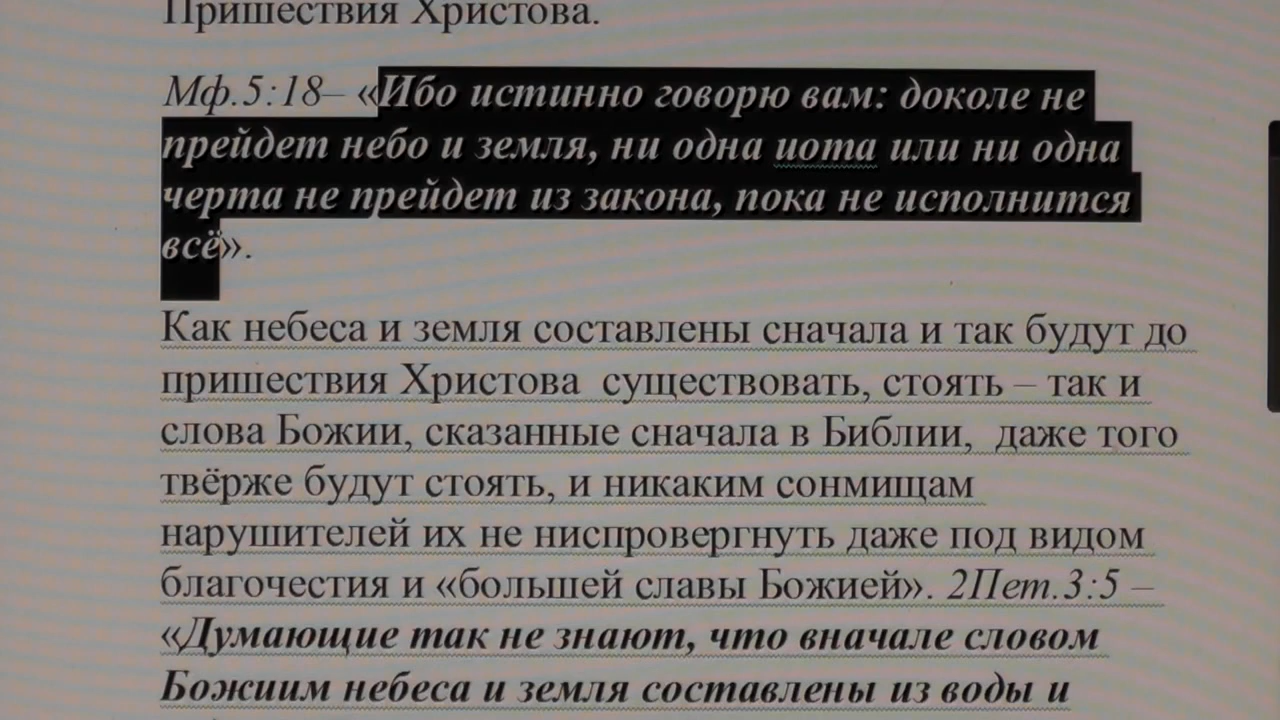 Пришествия Христова.
Мф.5:18– «Ибо истинно говорю вам: доколе не
прейдет небо и земля, ни одна иота или ни одна
черта не прейдет из закона, пока не исполнится
всё».
Как небеса и земля составлены сначала и так будут до
пришествия Христова существовать, стоять – так и
слова Божии, сказанные сначала в Библии, даже того
твёрже будут стоять, и никаким сонмищам
нарушителей их не ниспровергнуть даже под видом
благочестия и «большей славы Божией». 2Пет.3:5 –
«Думающие так не знают, что вначале словом
Божиим небеса и земля составлены из воды и